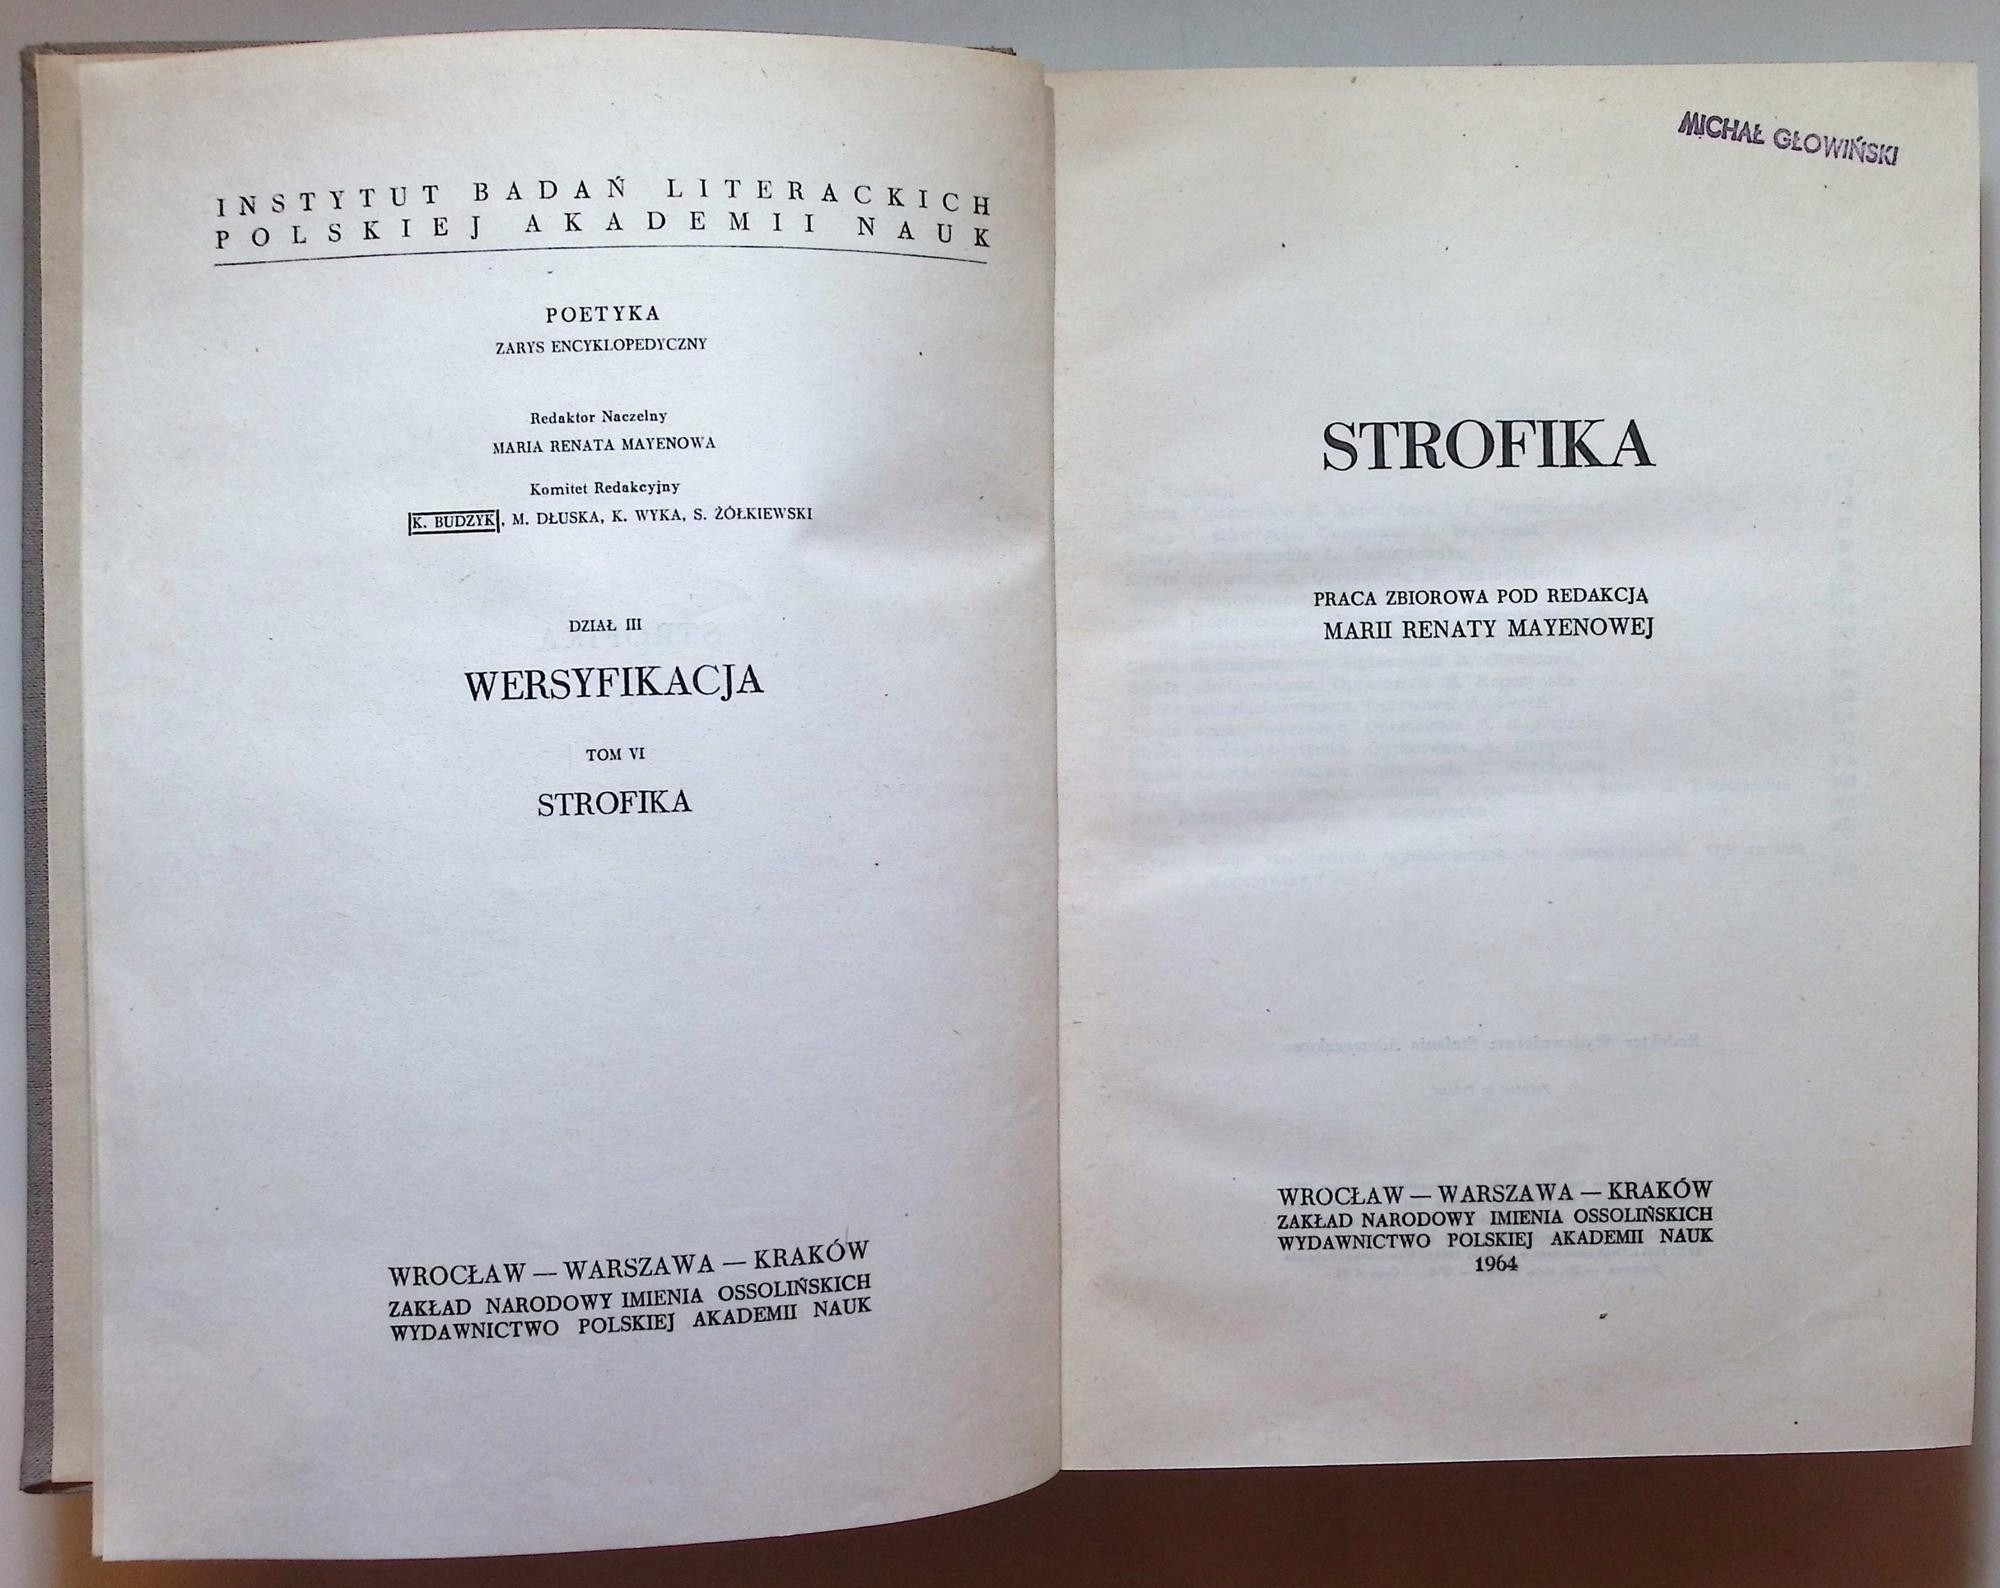 INSTYTUT BADAŃ LITERACKICH
POLSKIEJ AKADEMII NAUK
POETYKA
ZARYS ENCYKLOPEDYCZNY
Redaktor Naczelny
MARIA RENATA MAYENOWA
Komitet Redakcyjny
K. BUDZYK, M. DŁUSKA, K. WYKA, S. ŻÓŁKIEWSKI
DZIAŁ III
WERSYFIKACJA
TOM VI
STROFIKA
WROCŁAW — WARSZAWA — KRAKÓW
ZAKŁAD NARODOWY IMIENIA OSSOLIŃSKICH
WYDAWNICTWO POLSKIEJ AKADEMII NAUK
MICHAŁ GŁOWIŃSKI
STROFIKA
PRACA ZBIOROWA POD REDAKCJĄ
MARII RENATY MAYENOWEJ
WROCŁAW — WARSZAWA — KRAKÓW
ZAKŁAD NARODOWY IMIENIA OSSOLIŃSKICH
WYDAWNICTWO POLSKIEJ AKADEMII NAUK
1964